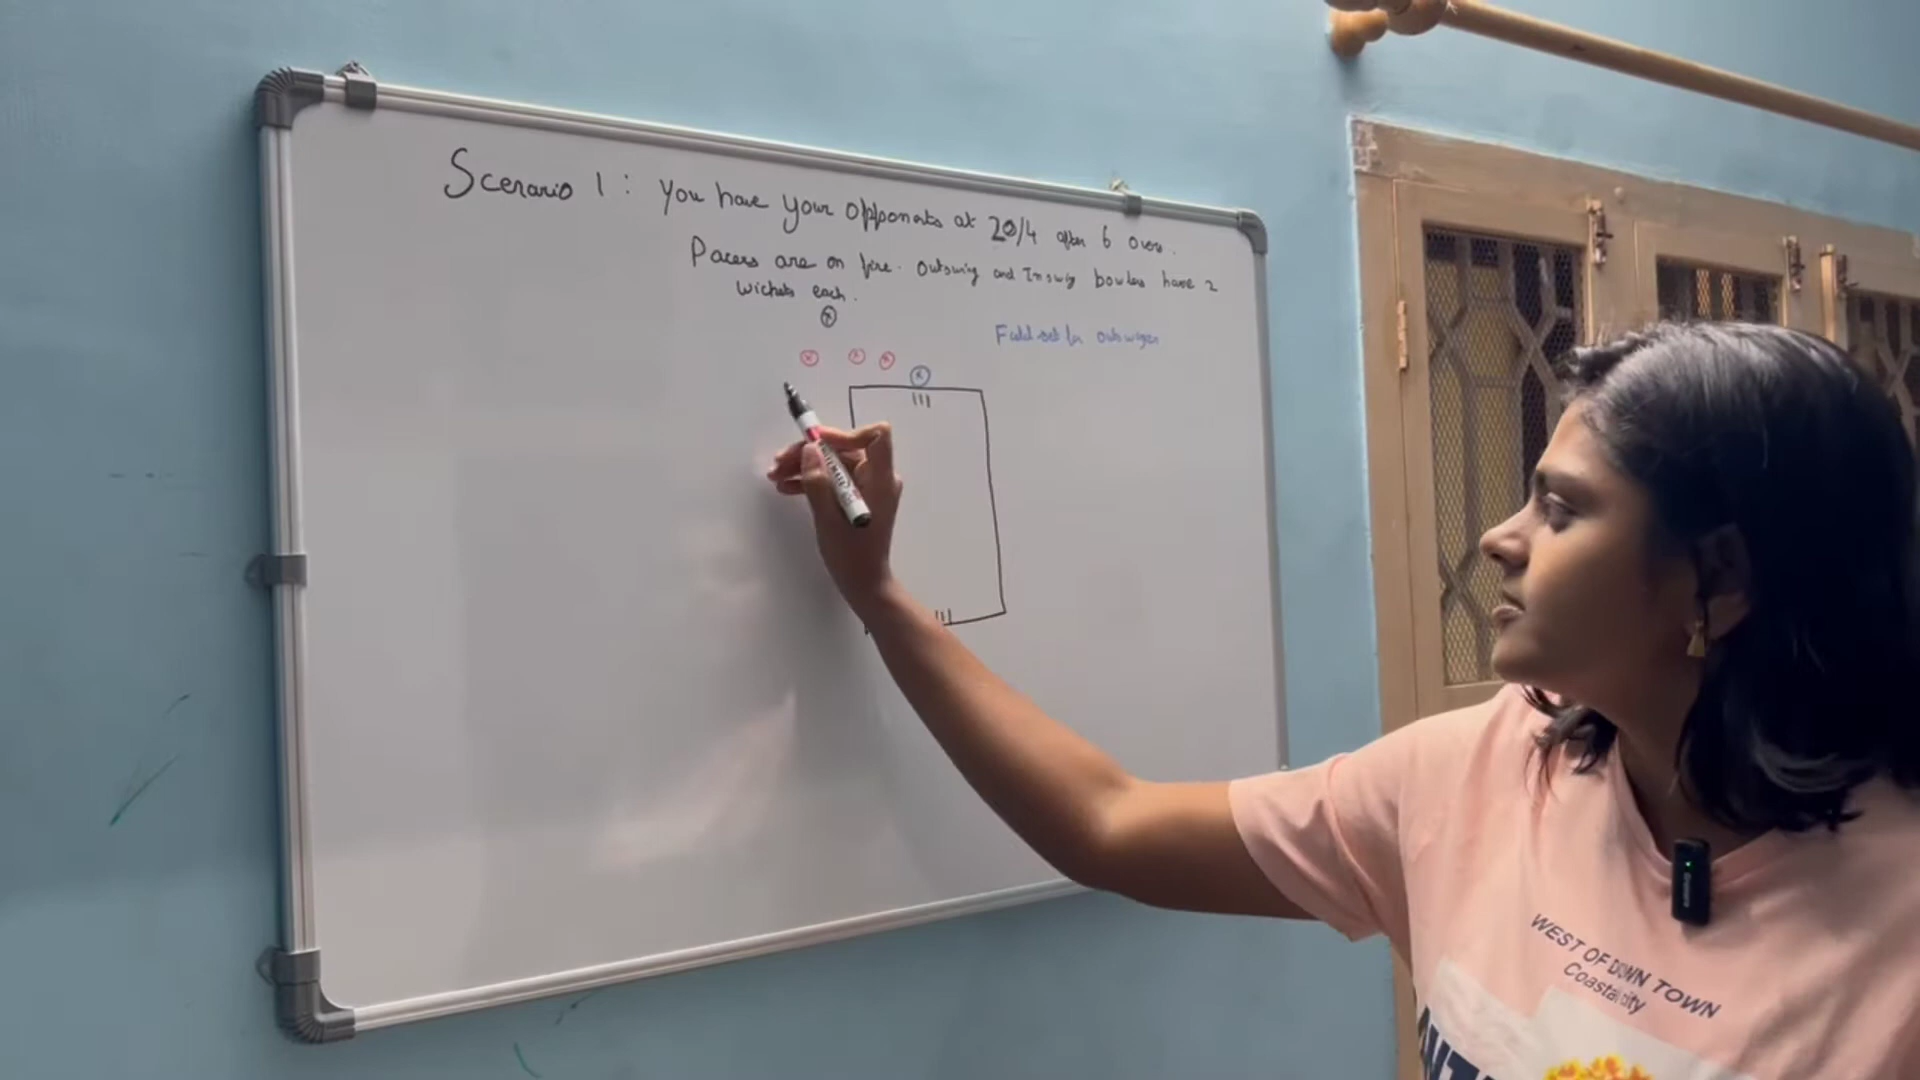 Scenario 1 : You have your opponents at 20/4 after 6 overs.
Pacers are on fire. Outswing and Inswing bowlers have 2
wickets each.
Field set for outswinger
WEST OF DOWN TOWN
Coastal city